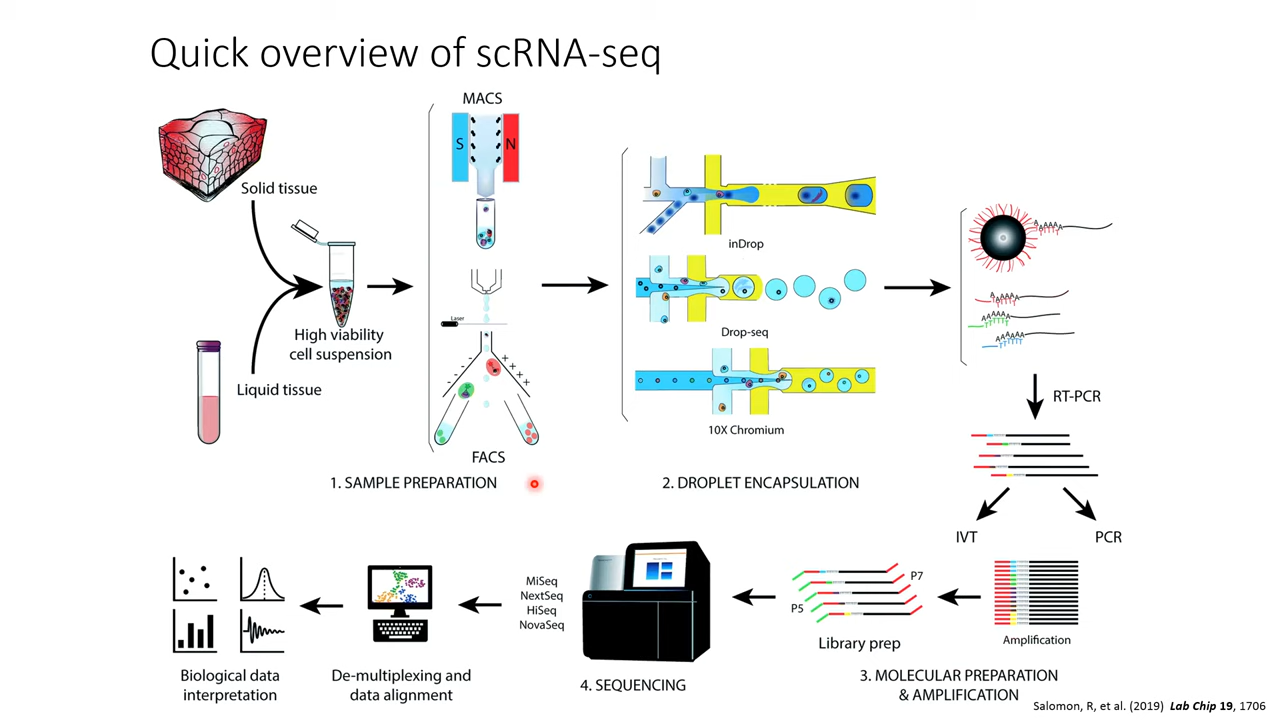 Quick overview of scRNA-seq
Solid tissue
High viability
cell suspension
Liquid tissue
MACS
S
N
Laser
FACS
1. SAMPLE PREPARATION
inDrop
Drop-seq
10X Chromium
2. DROPLET ENCAPSULATION
RT-PCR
IVT
PCR
Amplification
P7
P5
Library prep
3. MOLECULAR PREPARATION
& AMPLIFICATION
MiSeq
NextSeq
HiSeq
NovaSeq
4. SEQUENCING
De-multiplexing and
data alignment
Biological data
interpretation
Salomon, R, et al. (2019) Lab Chip 19, 1706